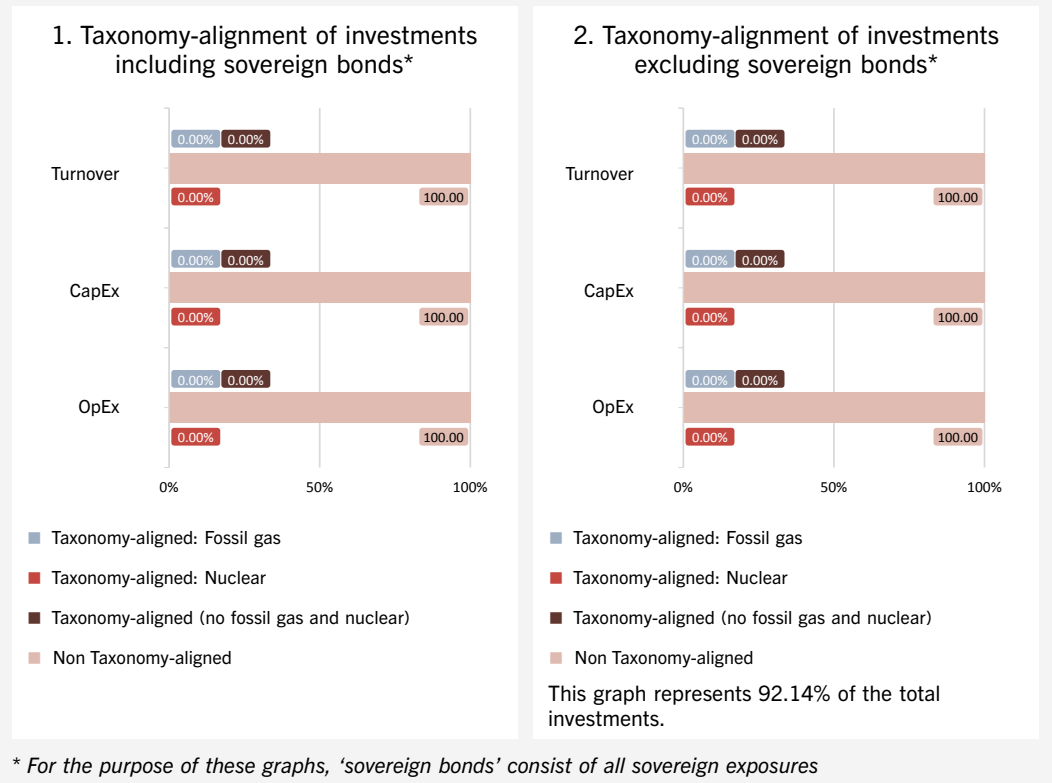 1. Taxonomy-alignment of investments
including sovereign bonds*
0.00% 0.00%
Turnover
0.00% 100.00
0.00% 0.00%
CapEx
0.00% 100.00
0.00% 0.00%
OpEx
0.00% 100.00
0% 50% 100%
Taxonomy-aligned: Fossil gas
Taxonomy-aligned: Nuclear
Taxonomy-aligned (no fossil gas and nuclear)
Non Taxonomy-aligned
2. Taxonomy-alignment of investments
excluding sovereign bonds*
0.00% 0.00%
Turnover
0.00% 100.00
0.00% 0.00%
CapEx
0.00% 100.00
0.00% 0.00%
OpEx
0.00% 100.00
0% 50% 100%
Taxonomy-aligned: Fossil gas
Taxonomy-aligned: Nuclear
Taxonomy-aligned (no fossil gas and nuclear)
Non Taxonomy-aligned
This graph represents 92.14% of the total
investments.
* For the purpose of these graphs, ‘sovereign bonds’ consist of all sovereign exposures